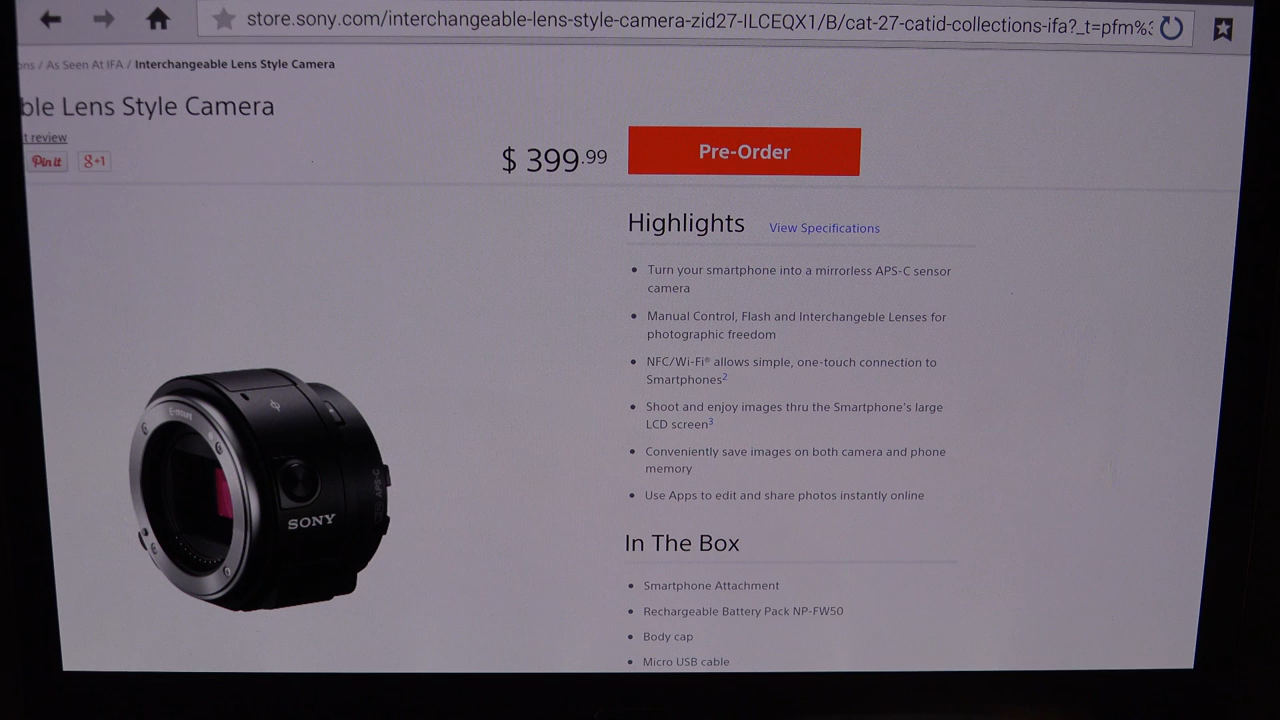 store.sony.com/interchangeable-lens-style-camera-zid27-ILCEQX1/B/cat-27-catid-collections-ifa?_t=pfm%
/ As Seen At IFA / Interchangeable Lens Style Camera
ble Lens Style Camera
t review
Pin it
g+1
$ 399.99
Pre-Order
Highlights
View Specifications
• Turn your smartphone into a mirrorless APS-C sensor
camera
• Manual Control, Flash and Interchangeble Lenses for
photographic freedom
• NFC/Wi-Fi® allows simple, one-touch connection to
Smartphones²
• Shoot and enjoy images thru the Smartphone's large
LCD screen³
• Conveniently save images on both camera and phone
memory
• Use Apps to edit and share photos instantly online
E-mount
SONY
APS-C
In The Box
• Smartphone Attachment
• Rechargeable Battery Pack NP-FW50
• Body cap
• Micro USB cable